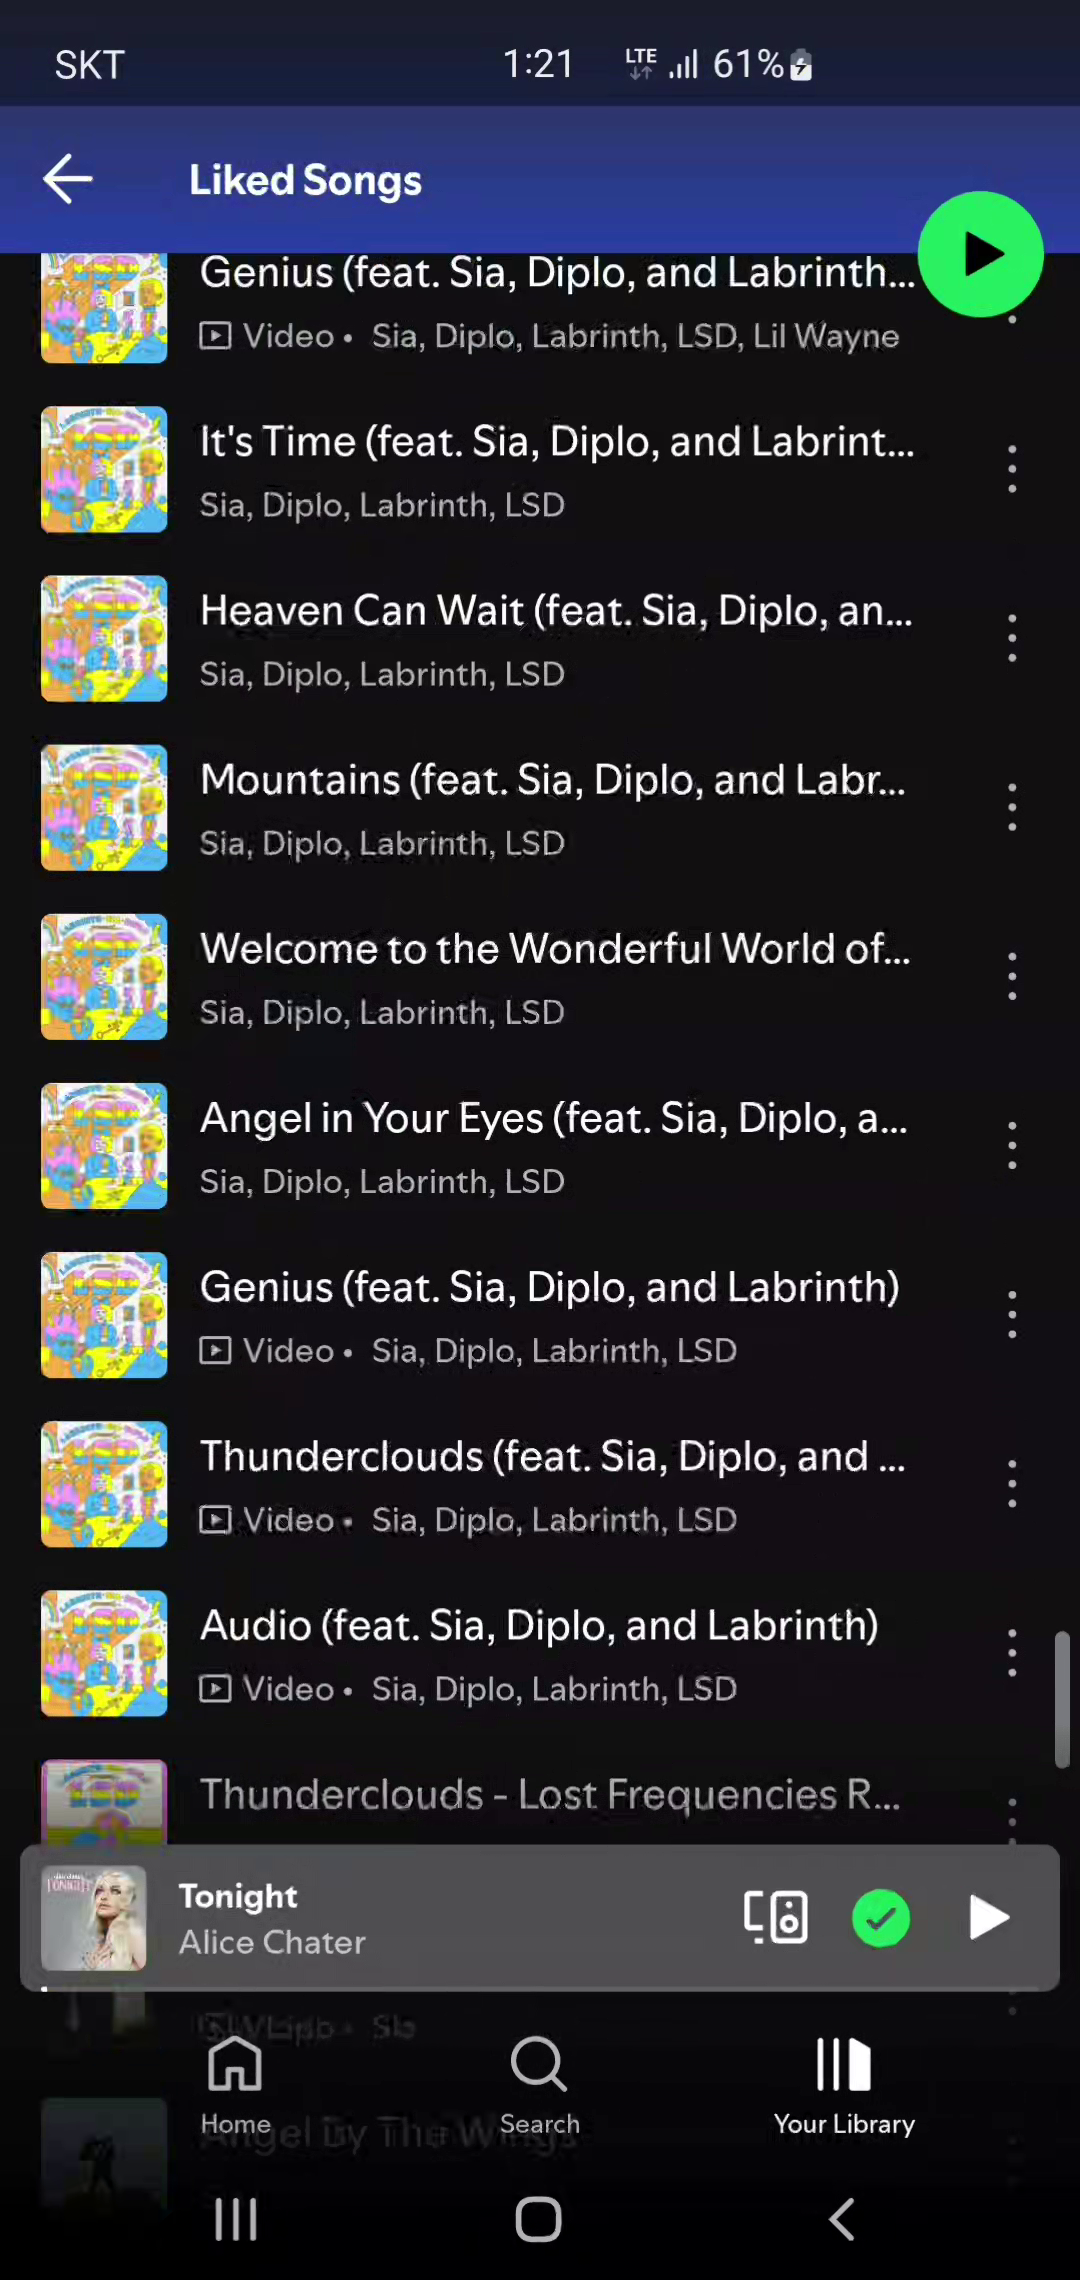 SKT 1:21 LTE 61%
Liked Songs
Genius (feat. Sia, Diplo, and Labrinth...
Video • Sia, Diplo, Labrinth, LSD, Lil Wayne
It's Time (feat. Sia, Diplo, and Labrint...
Sia, Diplo, Labrinth, LSD
Heaven Can Wait (feat. Sia, Diplo, an...
Sia, Diplo, Labrinth, LSD
Mountains (feat. Sia, Diplo, and Labr...
Sia, Diplo, Labrinth, LSD
Welcome to the Wonderful World of...
Sia, Diplo, Labrinth, LSD
Angel in Your Eyes (feat. Sia, Diplo, a...
Sia, Diplo, Labrinth, LSD
Genius (feat. Sia, Diplo, and Labrinth)
Video • Sia, Diplo, Labrinth, LSD
Thunderclouds (feat. Sia, Diplo, and ...
Video • Sia, Diplo, Labrinth, LSD
Audio (feat. Sia, Diplo, and Labrinth)
Video • Sia, Diplo, Labrinth, LSD
Thunderclouds - Lost Frequencies R...
TONIGHT
Tonight
Alice Chater
Home Search Your Library
Angel By The Wings